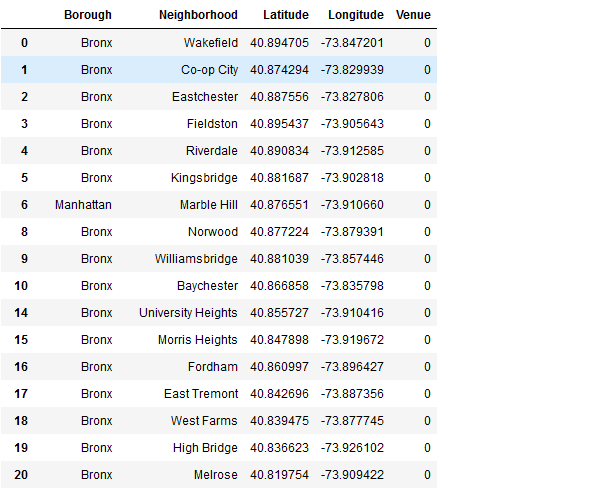 Borough Neighborhood Latitude Longitude Venue
0 Bronx Wakefield 40.894705 -73.847201 0
1 Bronx Co-op City 40.874294 -73.829939 0
2 Bronx Eastchester 40.887556 -73.827806 0
3 Bronx Fieldston 40.895437 -73.905643 0
4 Bronx Riverdale 40.890834 -73.912585 0
5 Bronx Kingsbridge 40.881687 -73.902818 0
6 Manhattan Marble Hill 40.876551 -73.910660 0
8 Bronx Norwood 40.877224 -73.879391 0
9 Bronx Williamsbridge 40.881039 -73.857446 0
10 Bronx Baychester 40.866858 -73.835798 0
14 Bronx University Heights 40.855727 -73.910416 0
15 Bronx Morris Heights 40.847898 -73.919672 0
16 Bronx Fordham 40.860997 -73.896427 0
17 Bronx East Tremont 40.842696 -73.887356 0
18 Bronx West Farms 40.839475 -73.877745 0
19 Bronx High Bridge 40.836623 -73.926102 0
20 Bronx Melrose 40.819754 -73.909422 0